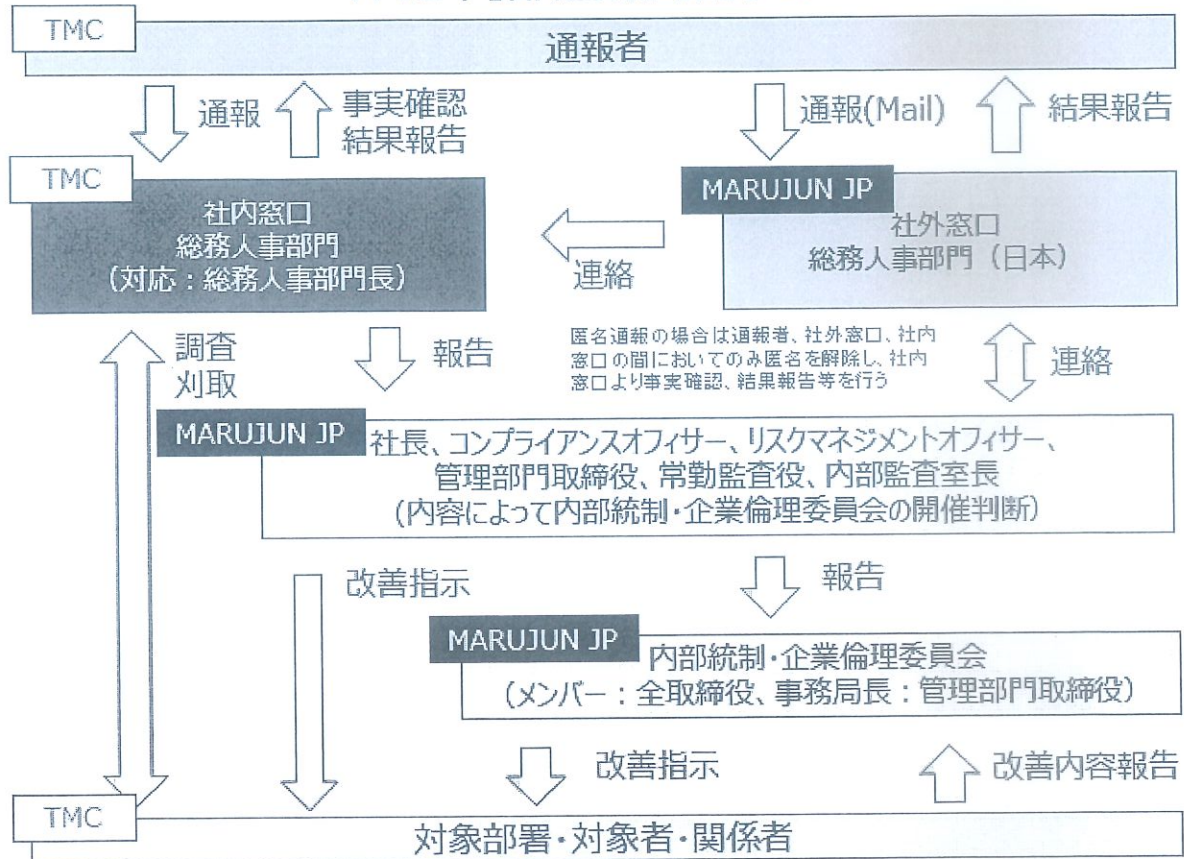 TMC
通報者
通報
事実確認
結果報告
通報(Mail)
結果報告
TMC
社内窓口
総務人事部門
(対応：総務人事部門長)
連絡
MARUJUN JP
社外窓口
総務人事部門（日本）
調査
刈取
報告
匿名通報の場合は通報者、社外窓口、社内
窓口の間においてのみ匿名を解除し、社内
窓口より事実確認、結果報告等を行う
連絡
MARUJUN JP
社長、コンプライアンスオフィサー、リスクマネジメントオフィサー、
管理部門取締役、常勤監査役、内部監査室長
(内容によって内部統制・企業倫理委員会の開催判断)
改善指示
報告
MARUJUN JP
内部統制・企業倫理委員会
(メンバー：全取締役、事務局長：管理部門取締役)
改善指示
改善内容報告
TMC
対象部署・対象者・関係者